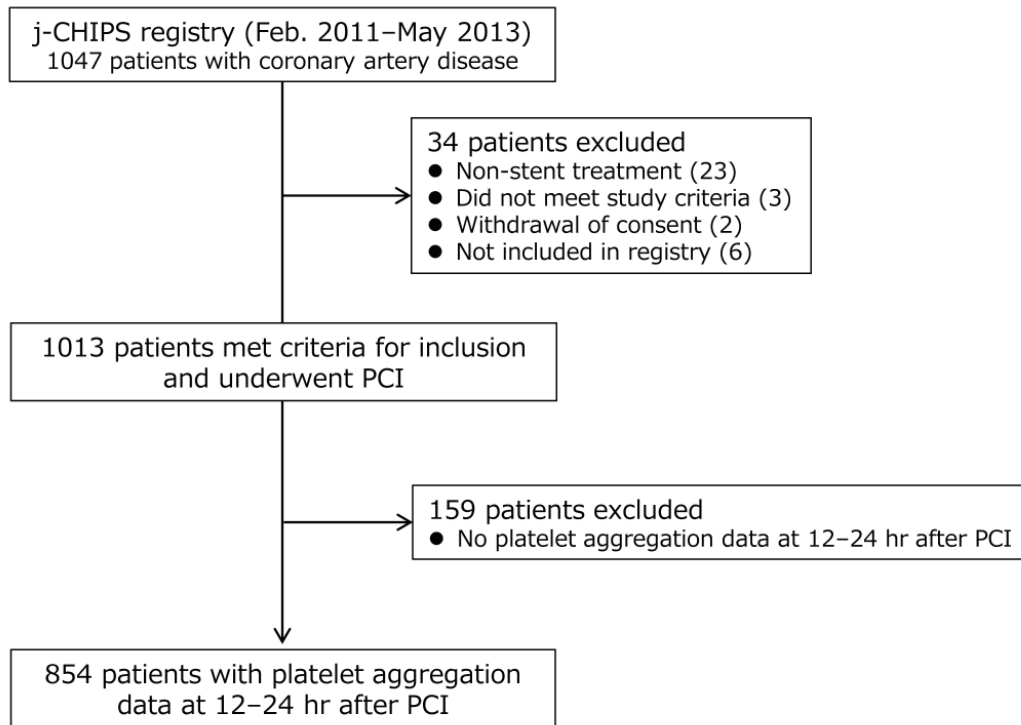 j-CHIPS registry (Feb. 2011–May 2013)
1047 patients with coronary artery disease
34 patients excluded
● Non-stent treatment (23)
● Did not meet study criteria (3)
● Withdrawal of consent (2)
● Not included in registry (6)
1013 patients met criteria for inclusion
and underwent PCI
159 patients excluded
● No platelet aggregation data at 12–24 hr after PCI
854 patients with platelet aggregation
data at 12–24 hr after PCI